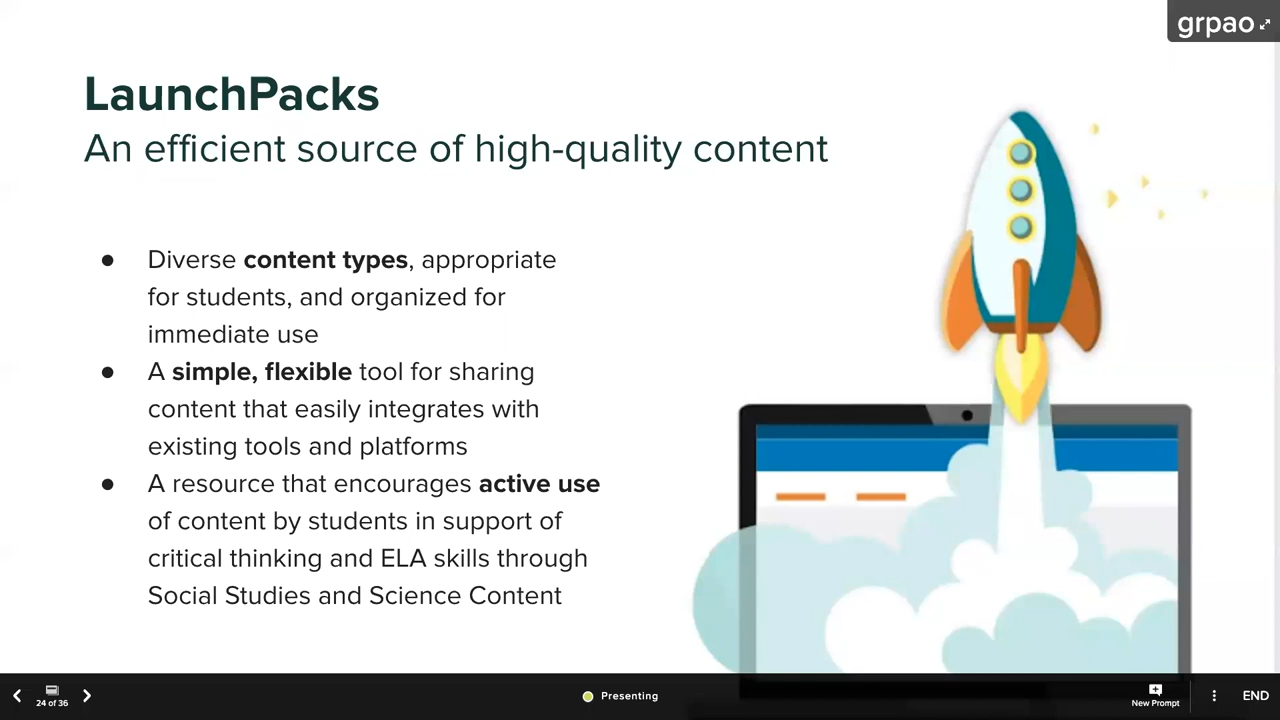 grpao
LaunchPacks
An efficient source of high-quality content
● Diverse content types, appropriate
for students, and organized for
immediate use
● A simple, flexible tool for sharing
content that easily integrates with
existing tools and platforms
● A resource that encourages active use
of content by students in support of
critical thinking and ELA skills through
Social Studies and Science Content
24 of 36
Presenting
New Prompt
END